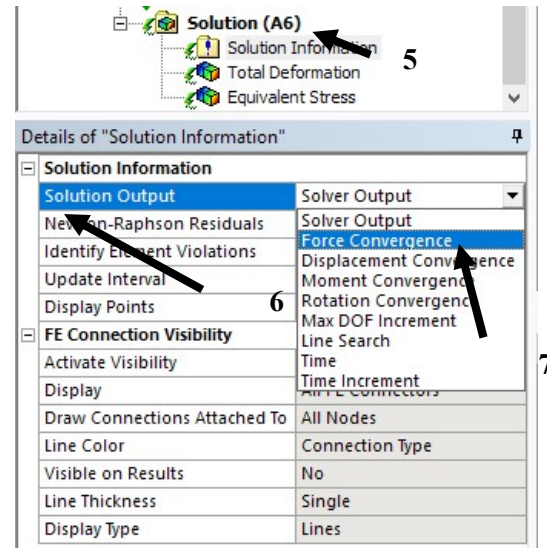 Solution (A6)
Solution Information
5
Total Deformation
Equivalent Stress
Details of "Solution Information"
Solution Information
Solution Output Solver Output
Newton-Raphson Residuals Solver Output
Force Convergence
Identify Element Violations Displacement Convergence
Update Interval Moment Convergence
6 Rotation Convergence
Display Points Max DOF Increment
FE Connection Visibility Line Search
Activate Visibility Time
7
Display Time Increment
All FE Connectors
Draw Connections Attached To All Nodes
Line Color Connection Type
Visible on Results No
Line Thickness Single
Display Type Lines